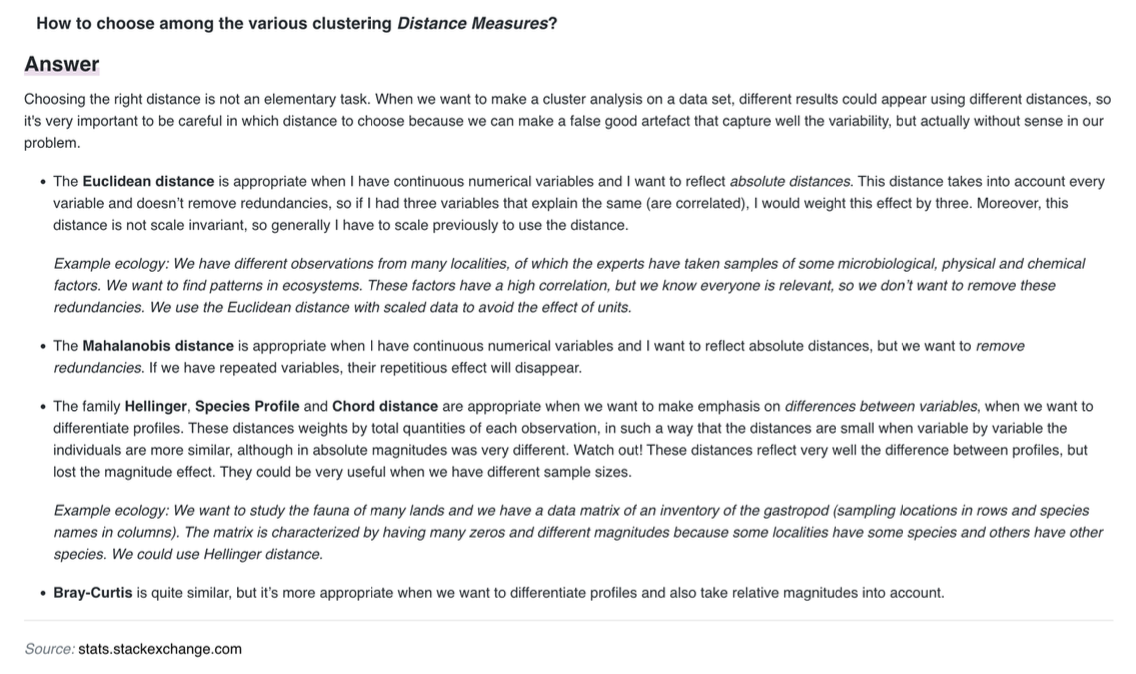 How to choose among the various clustering Distance Measures?
Answer
Choosing the right distance is not an elementary task. When we want to make a cluster analysis on a data set, different results could appear using different distances, so
it's very important to be careful in which distance to choose because we can make a false good artefact that capture well the variability, but actually without sense in our
problem.
• The Euclidean distance is appropriate when I have continuous numerical variables and I want to reflect absolute distances. This distance takes into account every
variable and doesn’t remove redundancies, so if I had three variables that explain the same (are correlated), I would weight this effect by three. Moreover, this
distance is not scale invariant, so generally I have to scale previously to use the distance.
Example ecology: We have different observations from many localities, of which the experts have taken samples of some microbiological, physical and chemical
factors. We want to find patterns in ecosystems. These factors have a high correlation, but we know everyone is relevant, so we don’t want to remove these
redundancies. We use the Euclidean distance with scaled data to avoid the effect of units.
• The Mahalanobis distance is appropriate when I have continuous numerical variables and I want to reflect absolute distances, but we want to remove
redundancies. If we have repeated variables, their repetitious effect will disappear.
• The family Hellinger, Species Profile and Chord distance are appropriate when we want to make emphasis on differences between variables, when we want to
differentiate profiles. These distances weights by total quantities of each observation, in such a way that the distances are small when variable by variable the
individuals are more similar, although in absolute magnitudes was very different. Watch out! These distances reflect very well the difference between profiles, but
lost the magnitude effect. They could be very useful when we have different sample sizes.
Example ecology: We want to study the fauna of many lands and we have a data matrix of an inventory of the gastropod (sampling locations in rows and species
names in columns). The matrix is characterized by having many zeros and different magnitudes because some localities have some species and others have other
species. We could use Hellinger distance.
• Bray-Curtis is quite similar, but it’s more appropriate when we want to differentiate profiles and also take relative magnitudes into account.
Source: stats.stackexchange.com